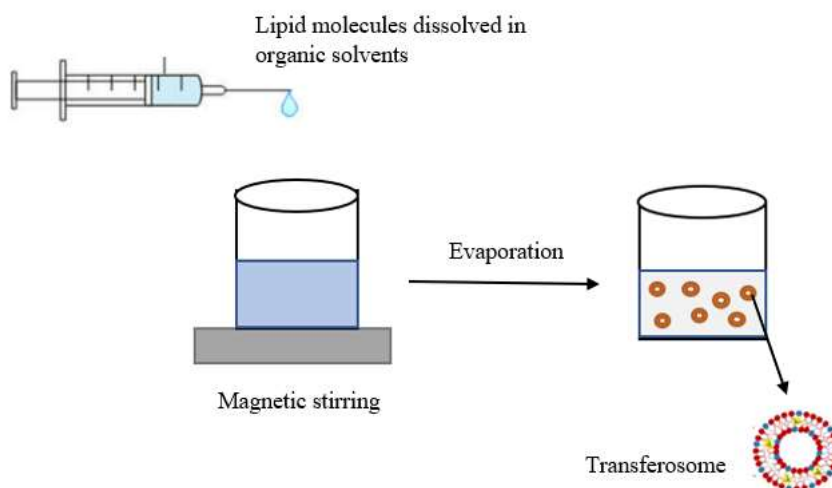 Lipid molecules dissolved in
organic solvents
Evaporation
Magnetic stirring
Transferosome